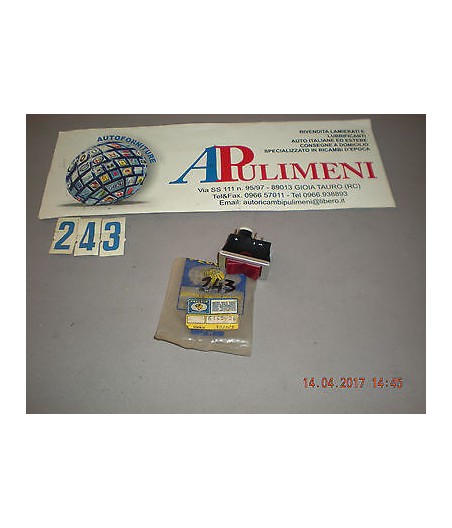 AUTOFORNITURE
RIVENDITA LAMIERATI E
LUBRIFICANTI
AUTO ITALIANE ED ESTERE
CONSEGNE A DOMICILIO
SPECIALIZZATO IN RICAMBI D'EPOCA
APULIMENI
Via SS 111 n. 95/97 - 89013 GIOIA TAURO (RC)
Tel&Fax. 0966 57011 - Tel 0966.938893
Email: autoricambipulimeni@libero.it
243
243
14.04.2017 14:45